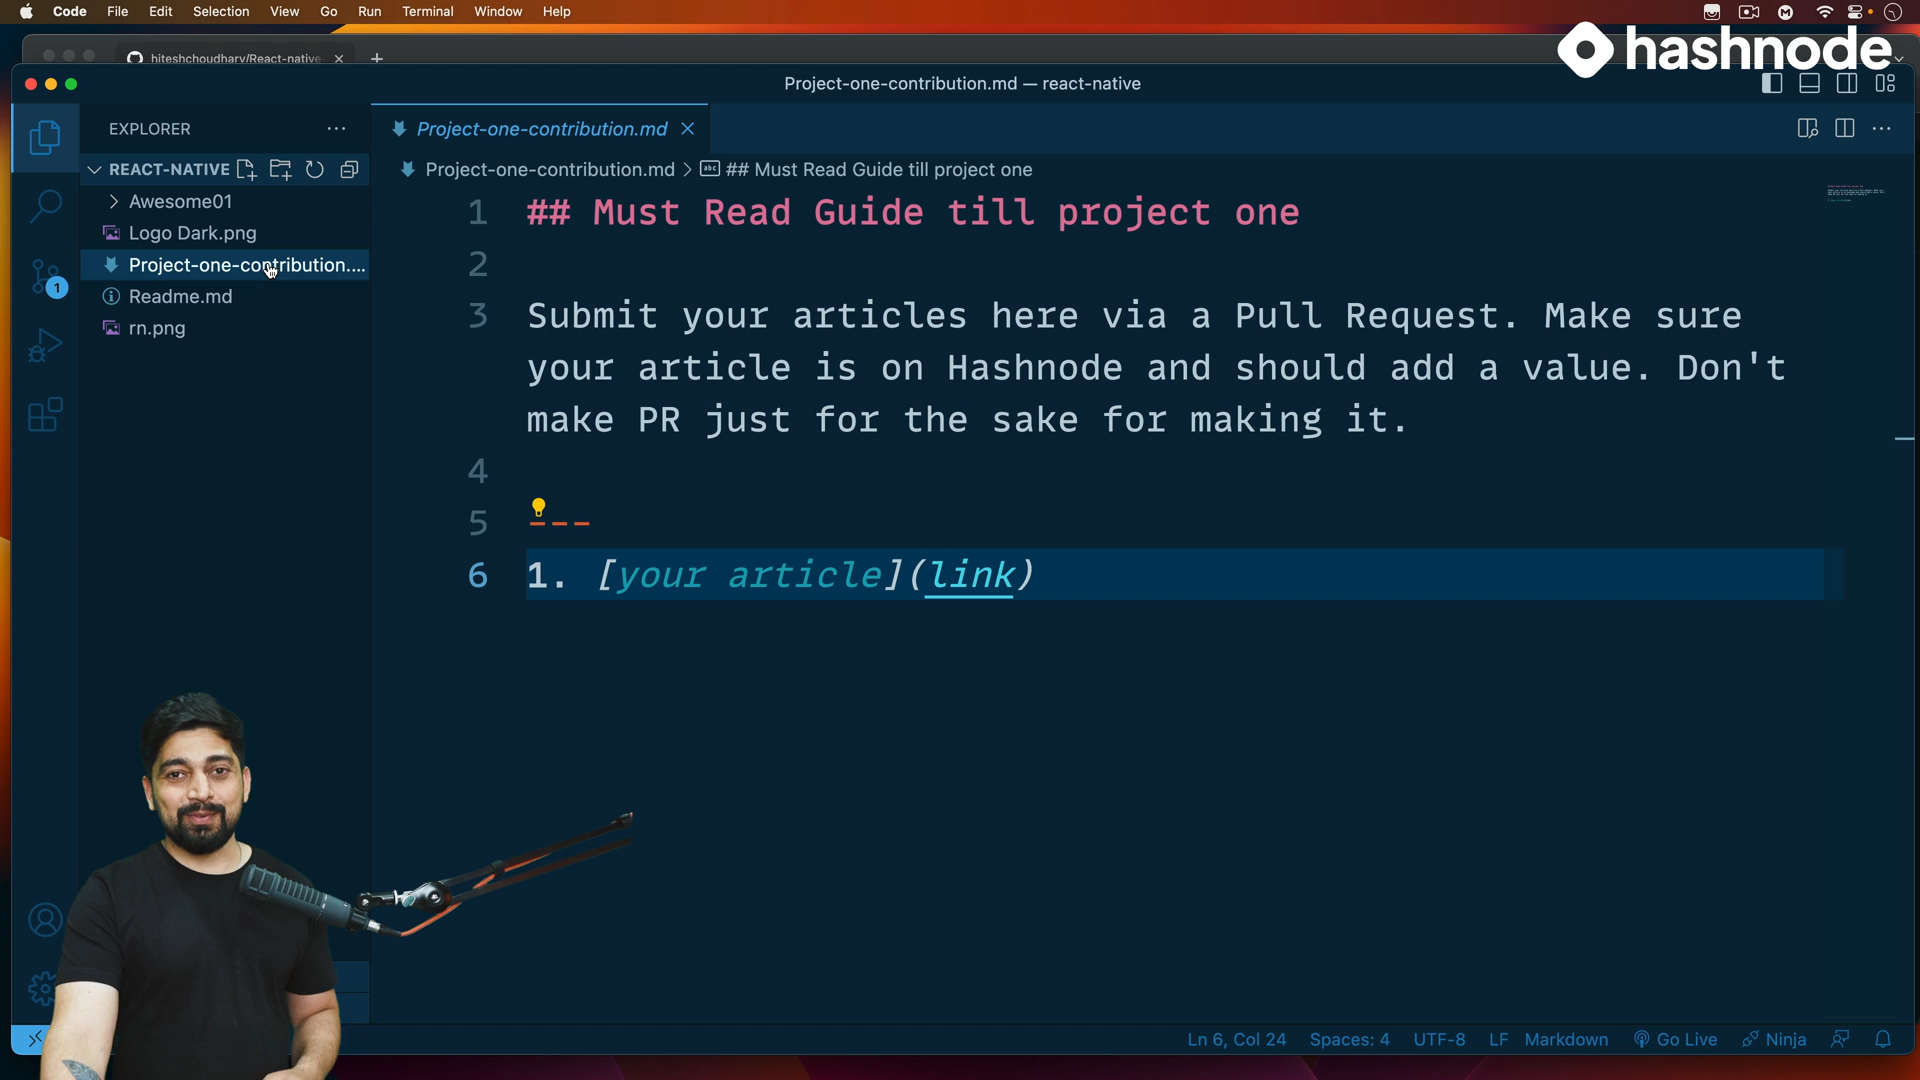 Code File Edit Selection View Go Run Terminal Window Help
hashnode
hiteshchoudhary/React-native
Project-one-contribution.md — react-native
EXPLORER
Project-one-contribution.md
REACT-NATIVE
Project-one-contribution.md > ## Must Read Guide till project one
Awesome01
Logo Dark.png
Project-one-contribution....
Readme.md
rn.png
1
1 ## Must Read Guide till project one
2
3 Submit your articles here via a Pull Request. Make sure
your article is on Hashnode and should add a value. Don't
make PR just for the sake for making it.
4
5 ---
6 1. [your article](link)
Ln 6, Col 24 Spaces: 4 UTF-8 LF Markdown Go Live Ninja